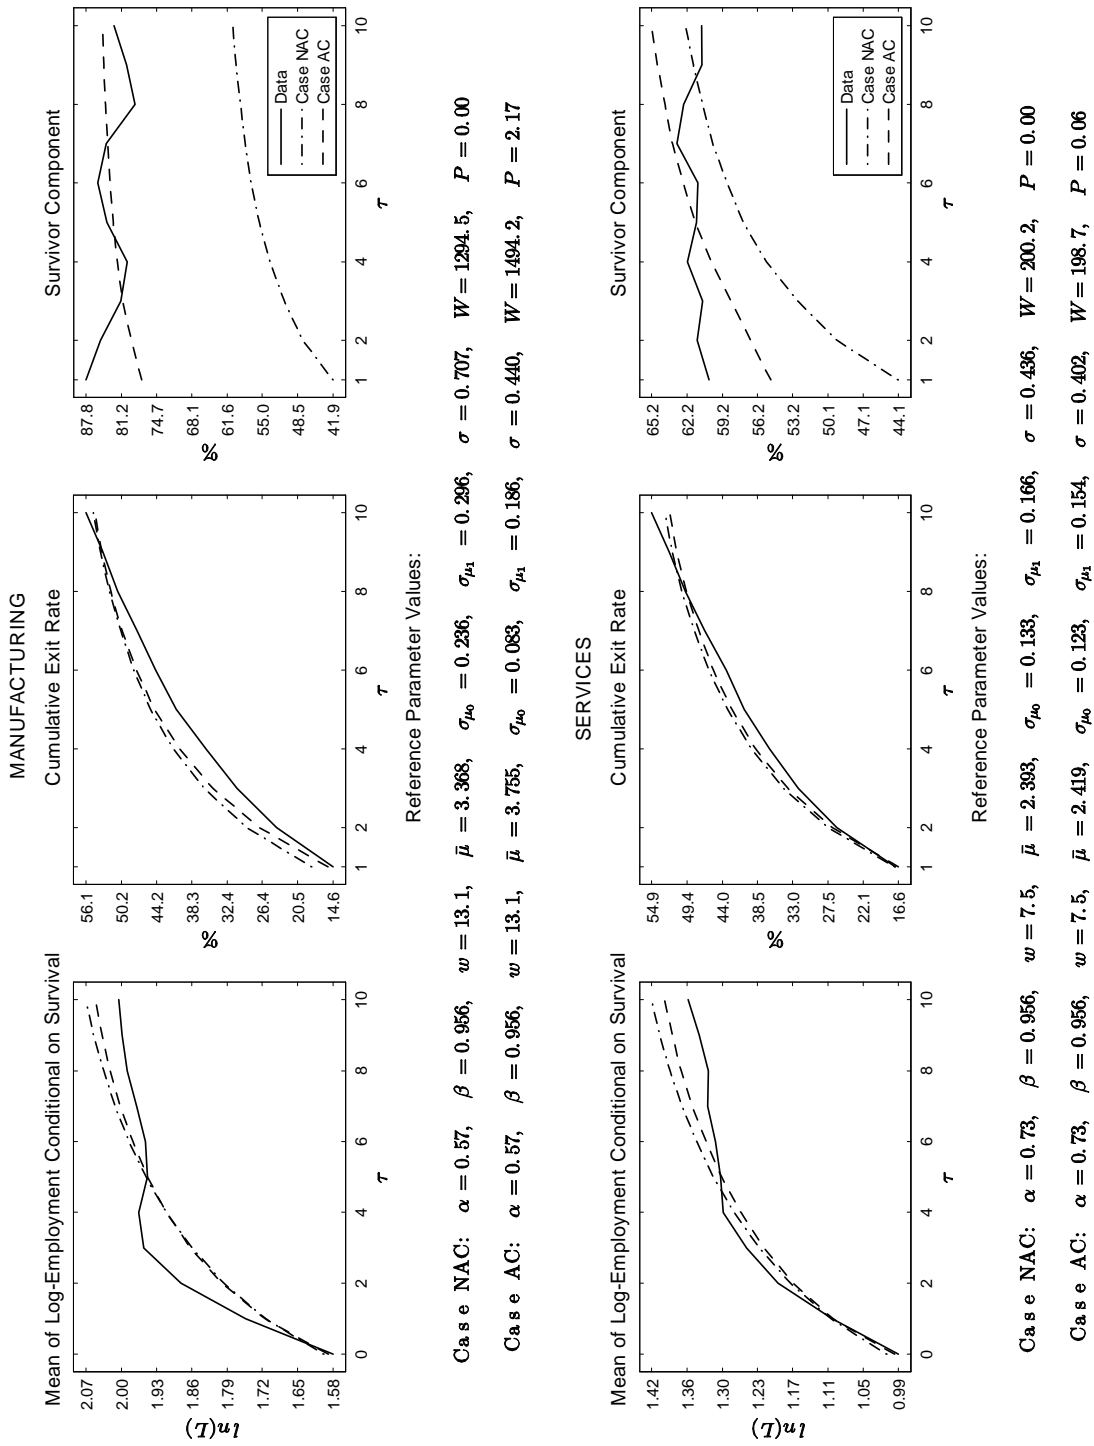 MANUFACTURING
Mean of Log-Employment Conditional on Survival
ln(L)
2.07
2.00
1.93
1.86
1.79
1.72
1.65
1.58
0 2 4 6 8 10
τ
Cumulative Exit Rate
%
56.1
50.2
44.2
38.3
32.4
26.4
20.5
14.6
1 2 4 6 8 10
τ
Survivor Component
%
87.8
81.2
74.7
68.1
61.6
55.0
48.5
41.9
1 2 4 6 8 10
τ
Data
Case NAC
Case AC
Reference Parameter Values:
Case NAC: α = 0.57, β = 0.956, w = 13.1, μ̄ = 3.368, σμ₀ = 0.236, σμ₁ = 0.296, σ = 0.707, W = 1294.5, P = 0.00
Case AC: α = 0.57, β = 0.956, w = 13.1, μ̄ = 3.755, σμ₀ = 0.083, σμ₁ = 0.186, σ = 0.440, W = 1494.2, P = 2.17
SERVICES
Mean of Log-Employment Conditional on Survival
ln(L)
1.42
1.36
1.30
1.23
1.17
1.11
1.05
0.99
0 2 4 6 8 10
τ
Cumulative Exit Rate
%
54.9
49.4
44.0
38.5
33.0
27.5
22.1
16.6
1 2 4 6 8 10
τ
Survivor Component
%
65.2
62.2
59.2
56.2
53.2
50.1
47.1
44.1
1 2 4 6 8 10
τ
Data
Case NAC
Case AC
Reference Parameter Values:
Case NAC: α = 0.73, β = 0.956, w = 7.5, μ̄ = 2.393, σμ₀ = 0.133, σμ₁ = 0.166, σ = 0.436, W = 200.2, P = 0.00
Case AC: α = 0.73, β = 0.956, w = 7.5, μ̄ = 2.419, σμ₀ = 0.123, σμ₁ = 0.154, σ = 0.402, W = 198.7, P = 0.06